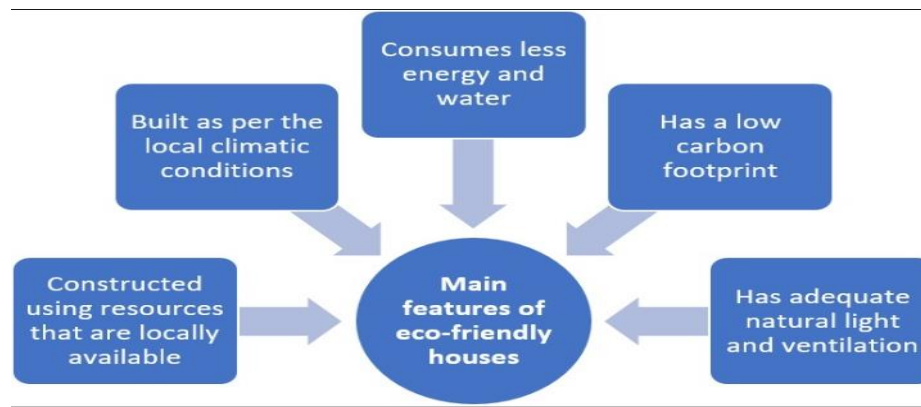 Consumes less
energy and
water
Built as per the
local climatic
conditions
Has a low
carbon
footprint
Constructed
using resources
that are locally
available
Main
features of
eco-friendly
houses
Has adequate
natural light
and ventilation